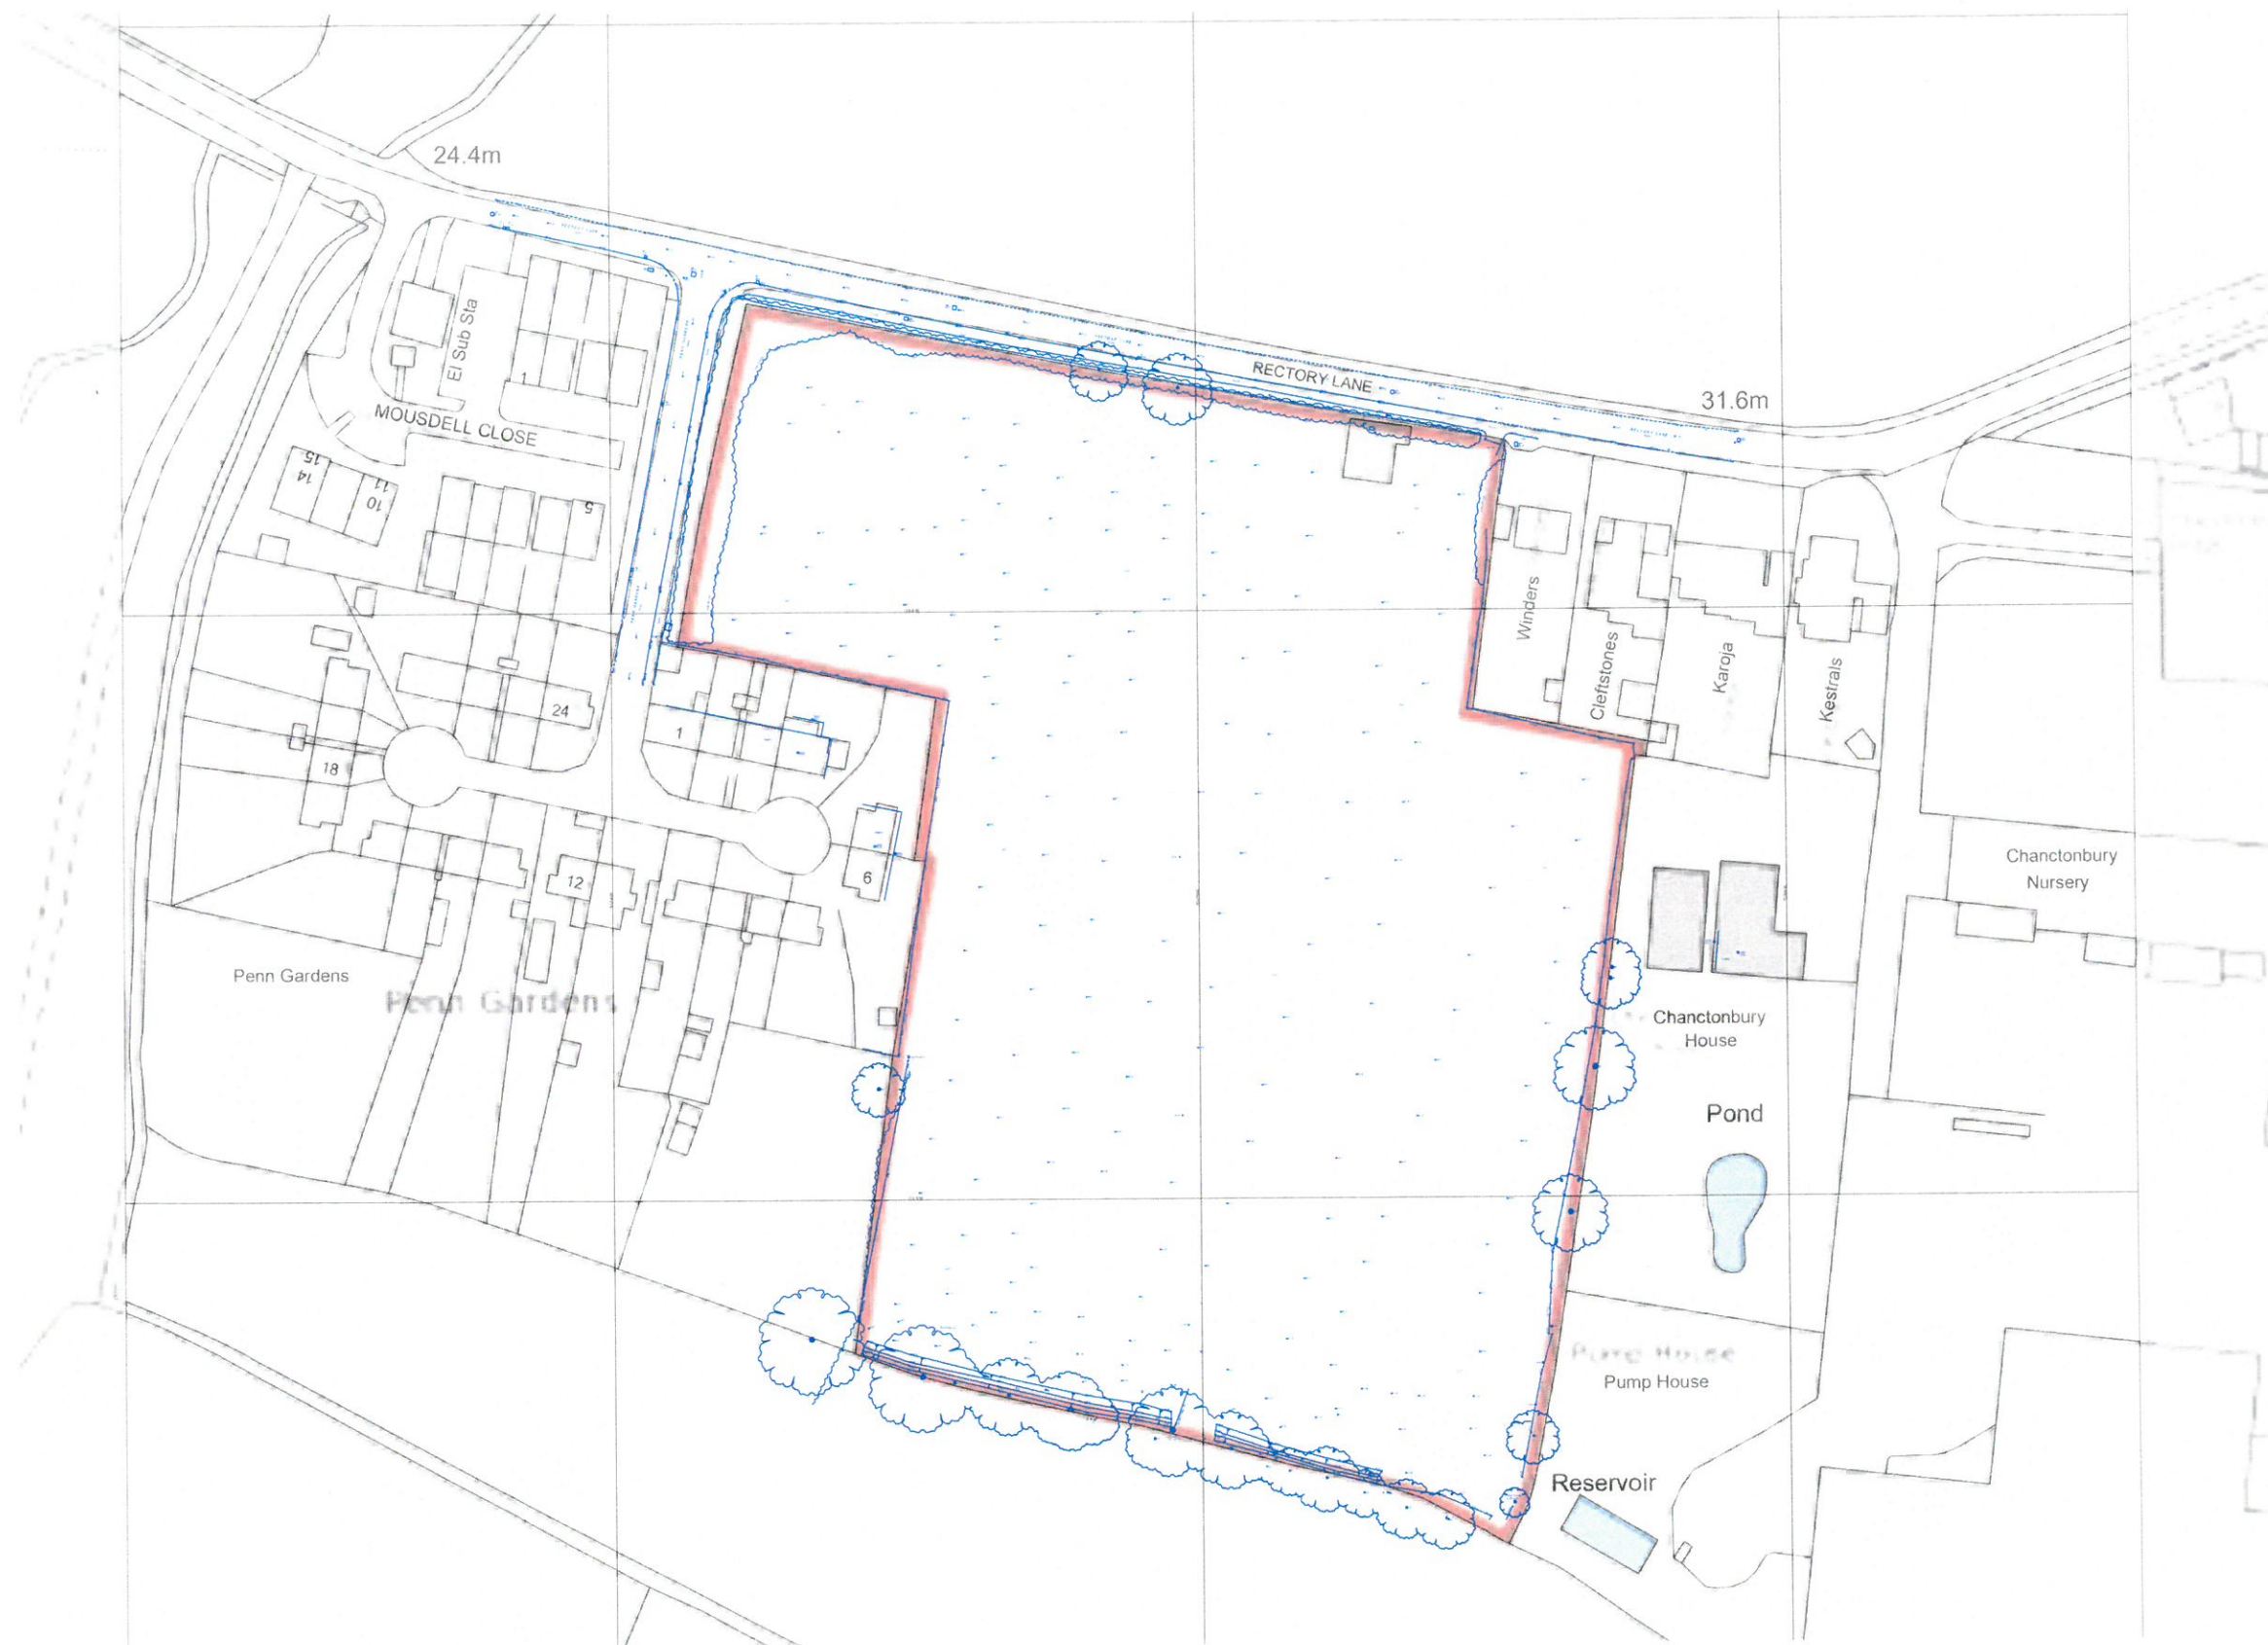 24.4m
RECTORY LANE
31.6m
El Sub Sta
1
MOUSDELL CLOSE
15
14
11
10
5
Winders
Cleftstones
Karoja
Kestrals
24
1
18
12
6
Chanctonbury
Nursery
Penn Gardens
Penn Gardens
Chanctonbury
House
Pond
Pump House
Pump House
Reservoir